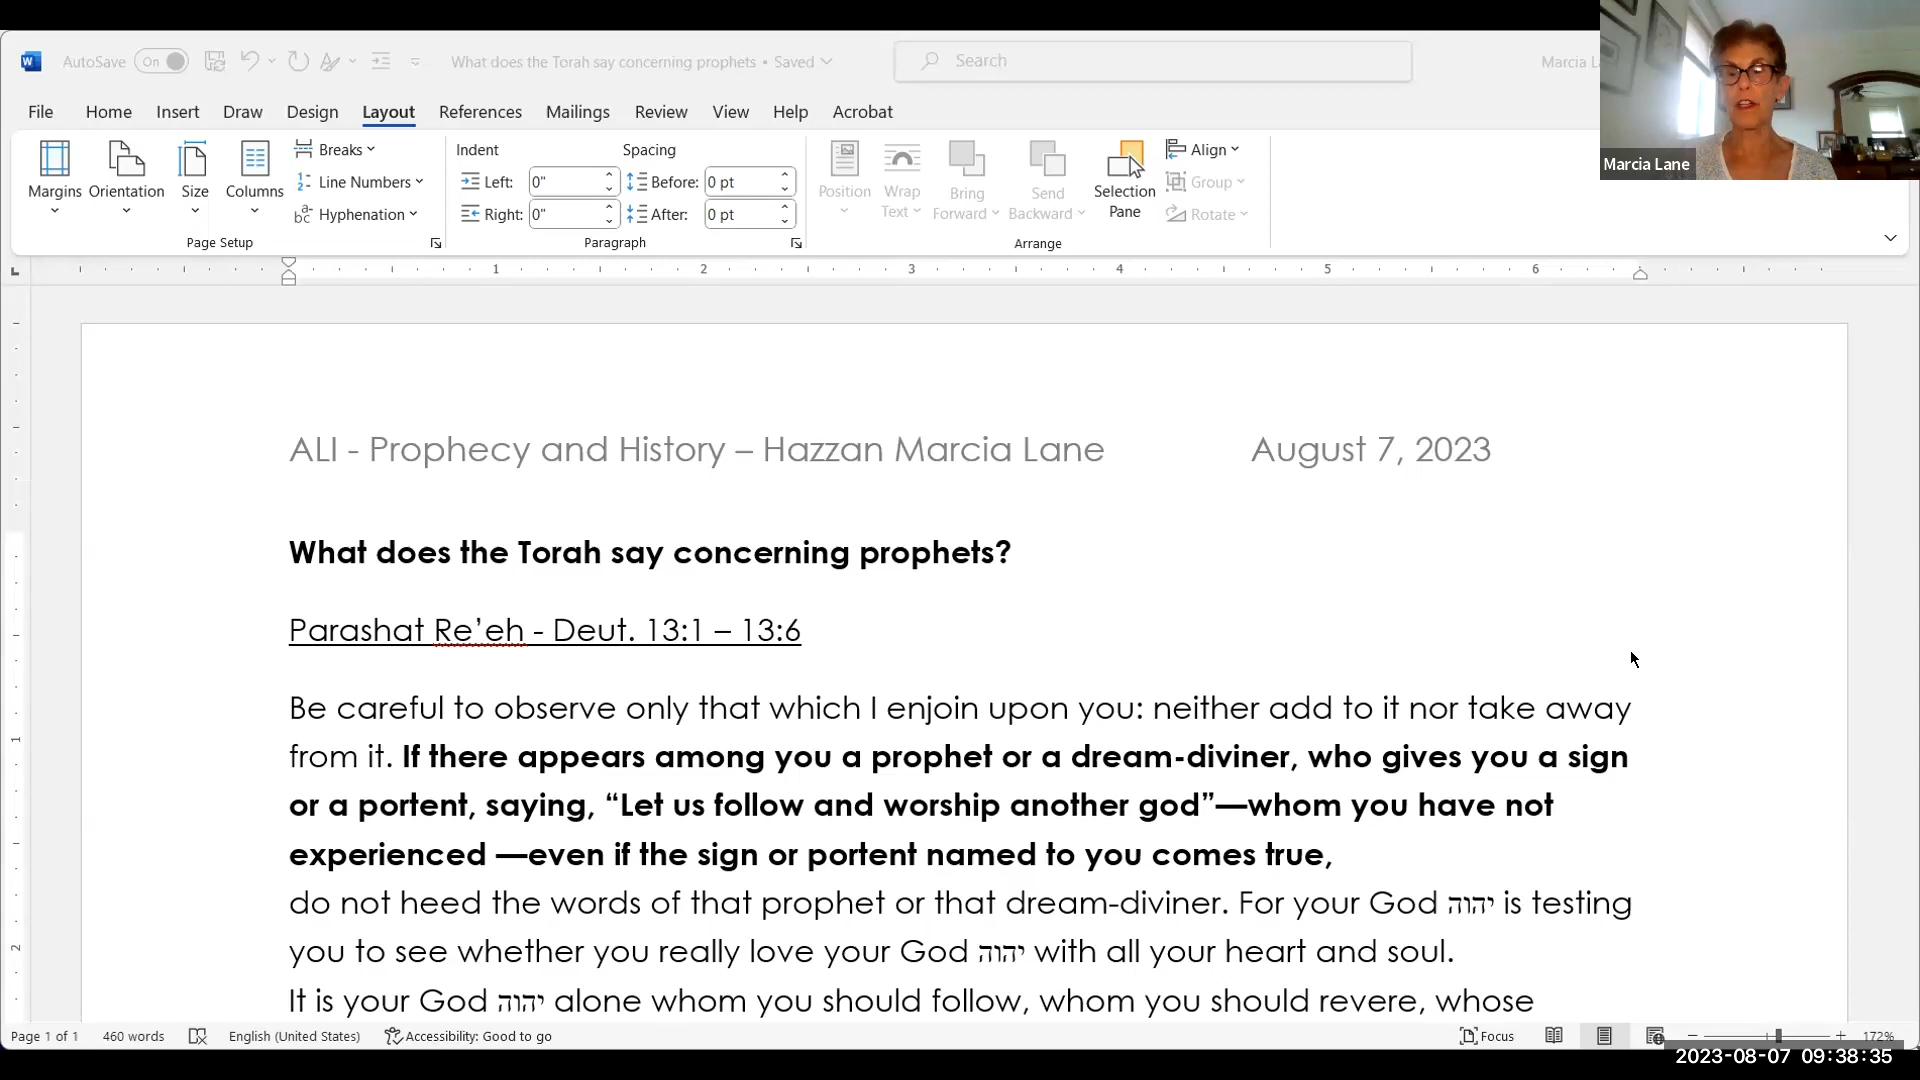 AutoSave On What does the Torah say concerning prophets • Saved Search Marcia L
File Home Insert Draw Design Layout References Mailings Review View Help Acrobat
Marcia Lane
Margins Orientation Size Columns
Breaks
Line Numbers
Hyphenation
Page Setup
Indent Spacing
Left: 0" Before: 0 pt
Right: 0" After: 0 pt
Paragraph
Position Wrap Text Bring Forward Send Backward Selection Pane
Align
Group
Rotate
Arrange
1 2 3 4 5 6
ALI - Prophecy and History – Hazzan Marcia Lane August 7, 2023
What does the Torah say concerning prophets?
Parashat Re’eh - Deut. 13:1 – 13:6
Be careful to observe only that which I enjoin upon you: neither add to it nor take away
from it. If there appears among you a prophet or a dream-diviner, who gives you a sign
or a portent, saying, “Let us follow and worship another god”—whom you have not
experienced —even if the sign or portent named to you comes true,
do not heed the words of that prophet or that dream-diviner. For your God יהוה is testing
you to see whether you really love your God יהוה with all your heart and soul.
It is your God יהוה alone whom you should follow, whom you should revere, whose
1
2
Page 1 of 1 460 words English (United States) Accessibility: Good to go Focus 172%
2023-08-07 09:38:35